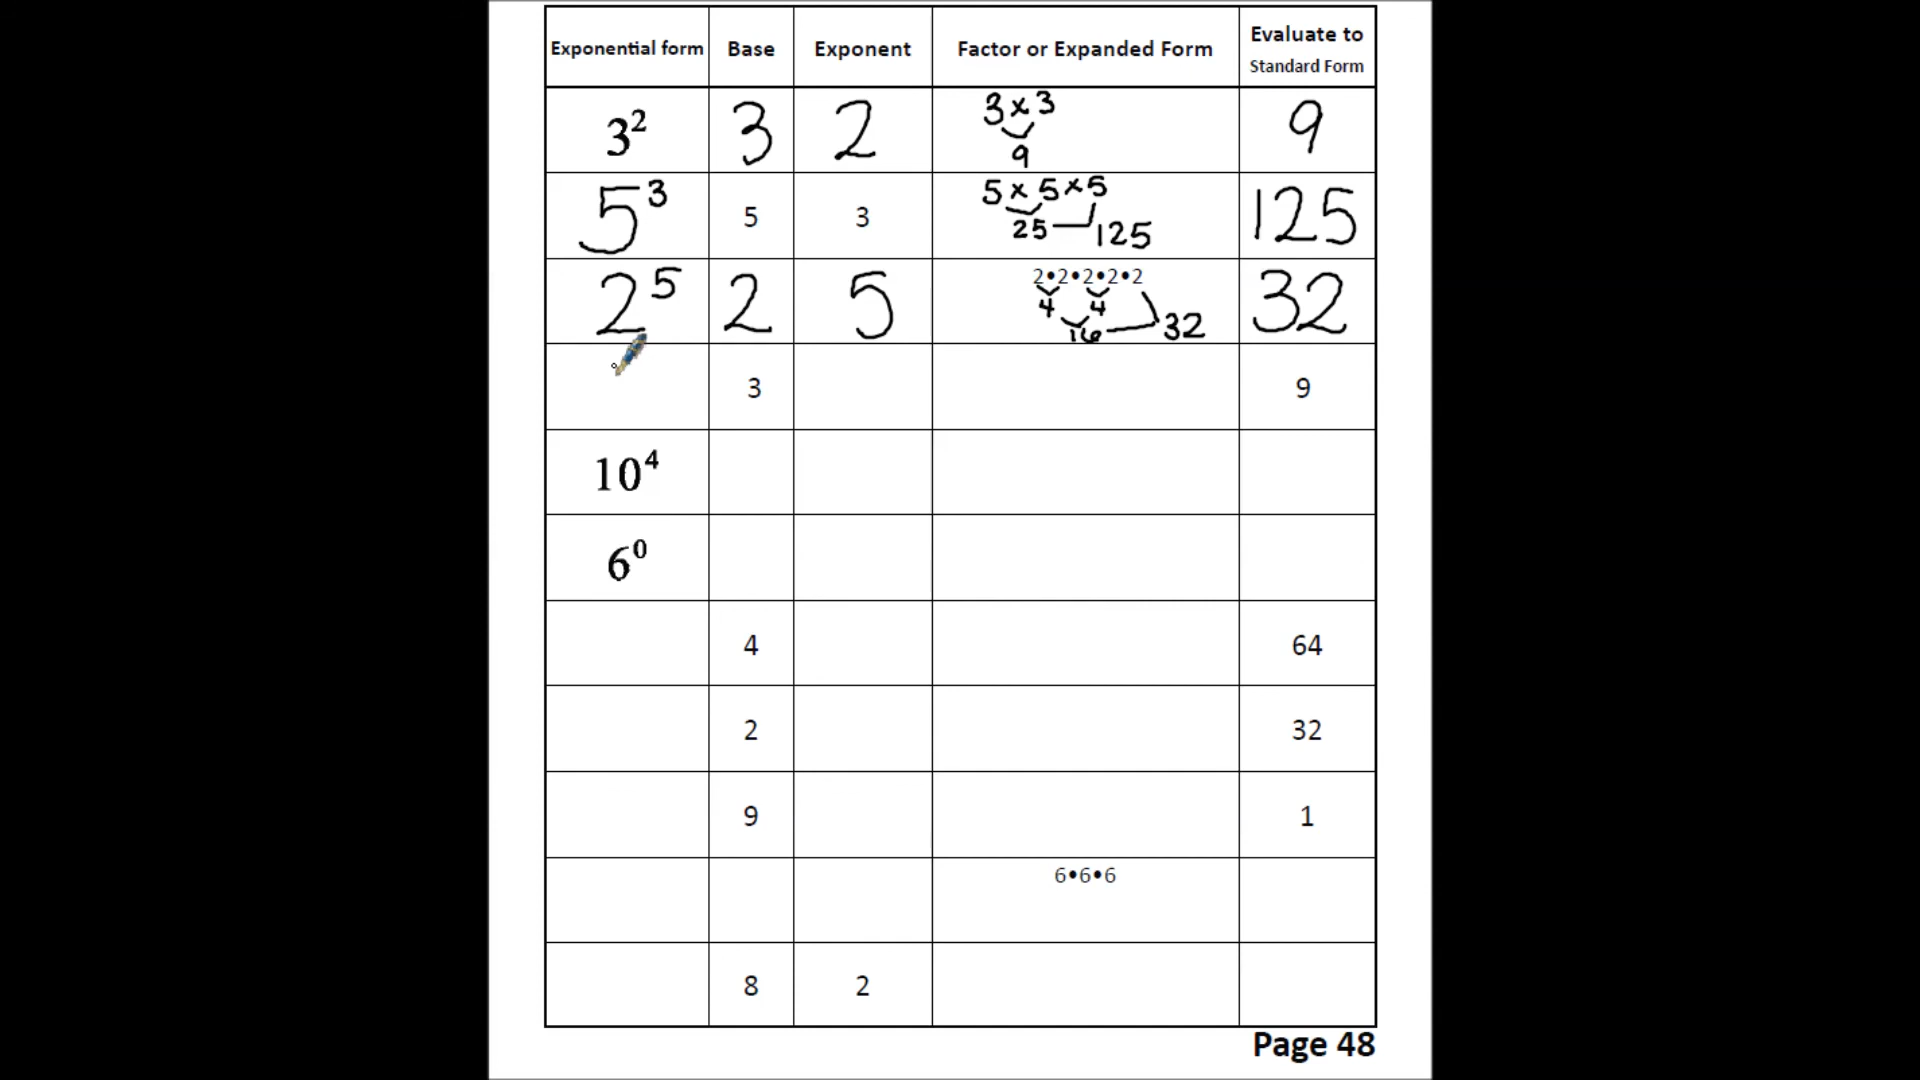 Exponential form Base Exponent Factor or Expanded Form Evaluate to
Standard Form
3² 3 2 3 x 3 9
9
5³ 5 3 5 x 5 x 5 125
25 125
2⁵ 2 5 2•2•2•2•2 32
4 4
16 32
3 9
10⁴
6⁰
4 64
2 32
9 1
6•6•6
8 2
Page 48